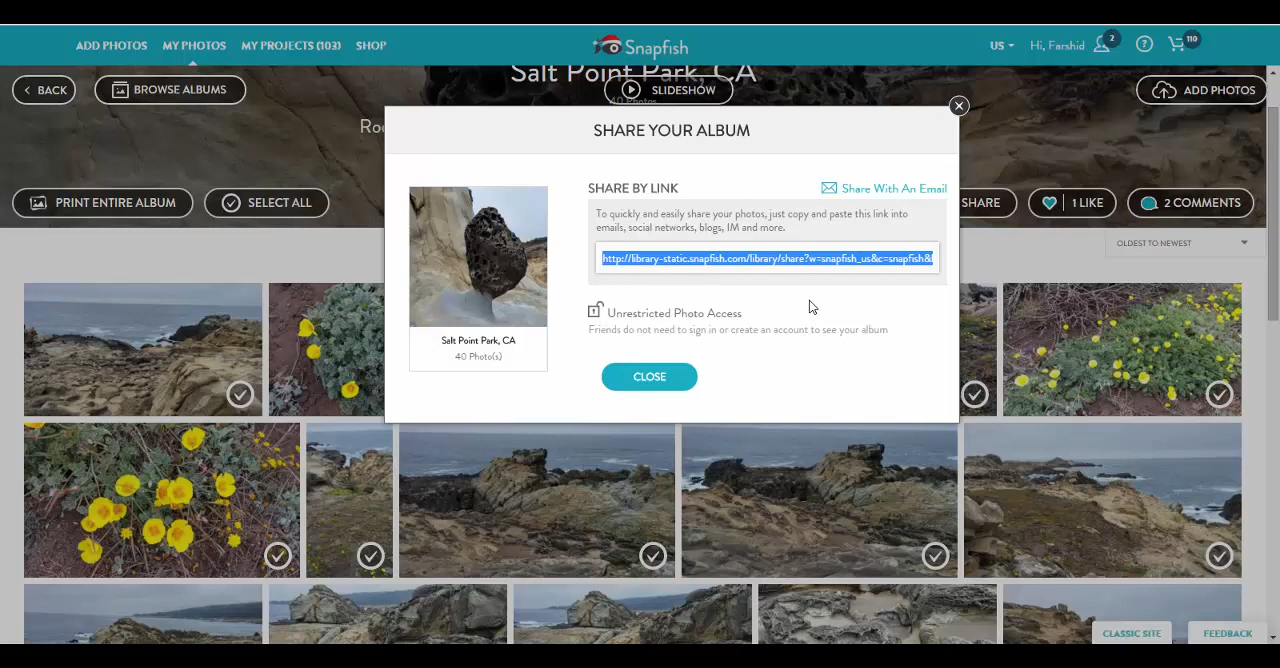 ADD PHOTOS MY PHOTOS MY PROJECTS (103) SHOP Snapfish US Hi, Farshid 2 ? 110
Salt Point Park, CA
BACK BROWSE ALBUMS SLIDESHOW ADD PHOTOS
40 Photos
SHARE YOUR ALBUM
PRINT ENTIRE ALBUM SELECT ALL SHARE 1 LIKE 2 COMMENTS
OLDEST TO NEWEST
SHARE BY LINK Share With An Email
To quickly and easily share your photos, just copy and paste this link into
emails, social networks, blogs, IM and more.
http://library-static.snapfish.com/library/share?w=snapfish_us&c=snapfish&
Unrestricted Photo Access
Friends do not need to sign in or create an account to see your album
Salt Point Park, CA
40 Photo(s)
CLOSE
CLASSIC SITE FEEDBACK